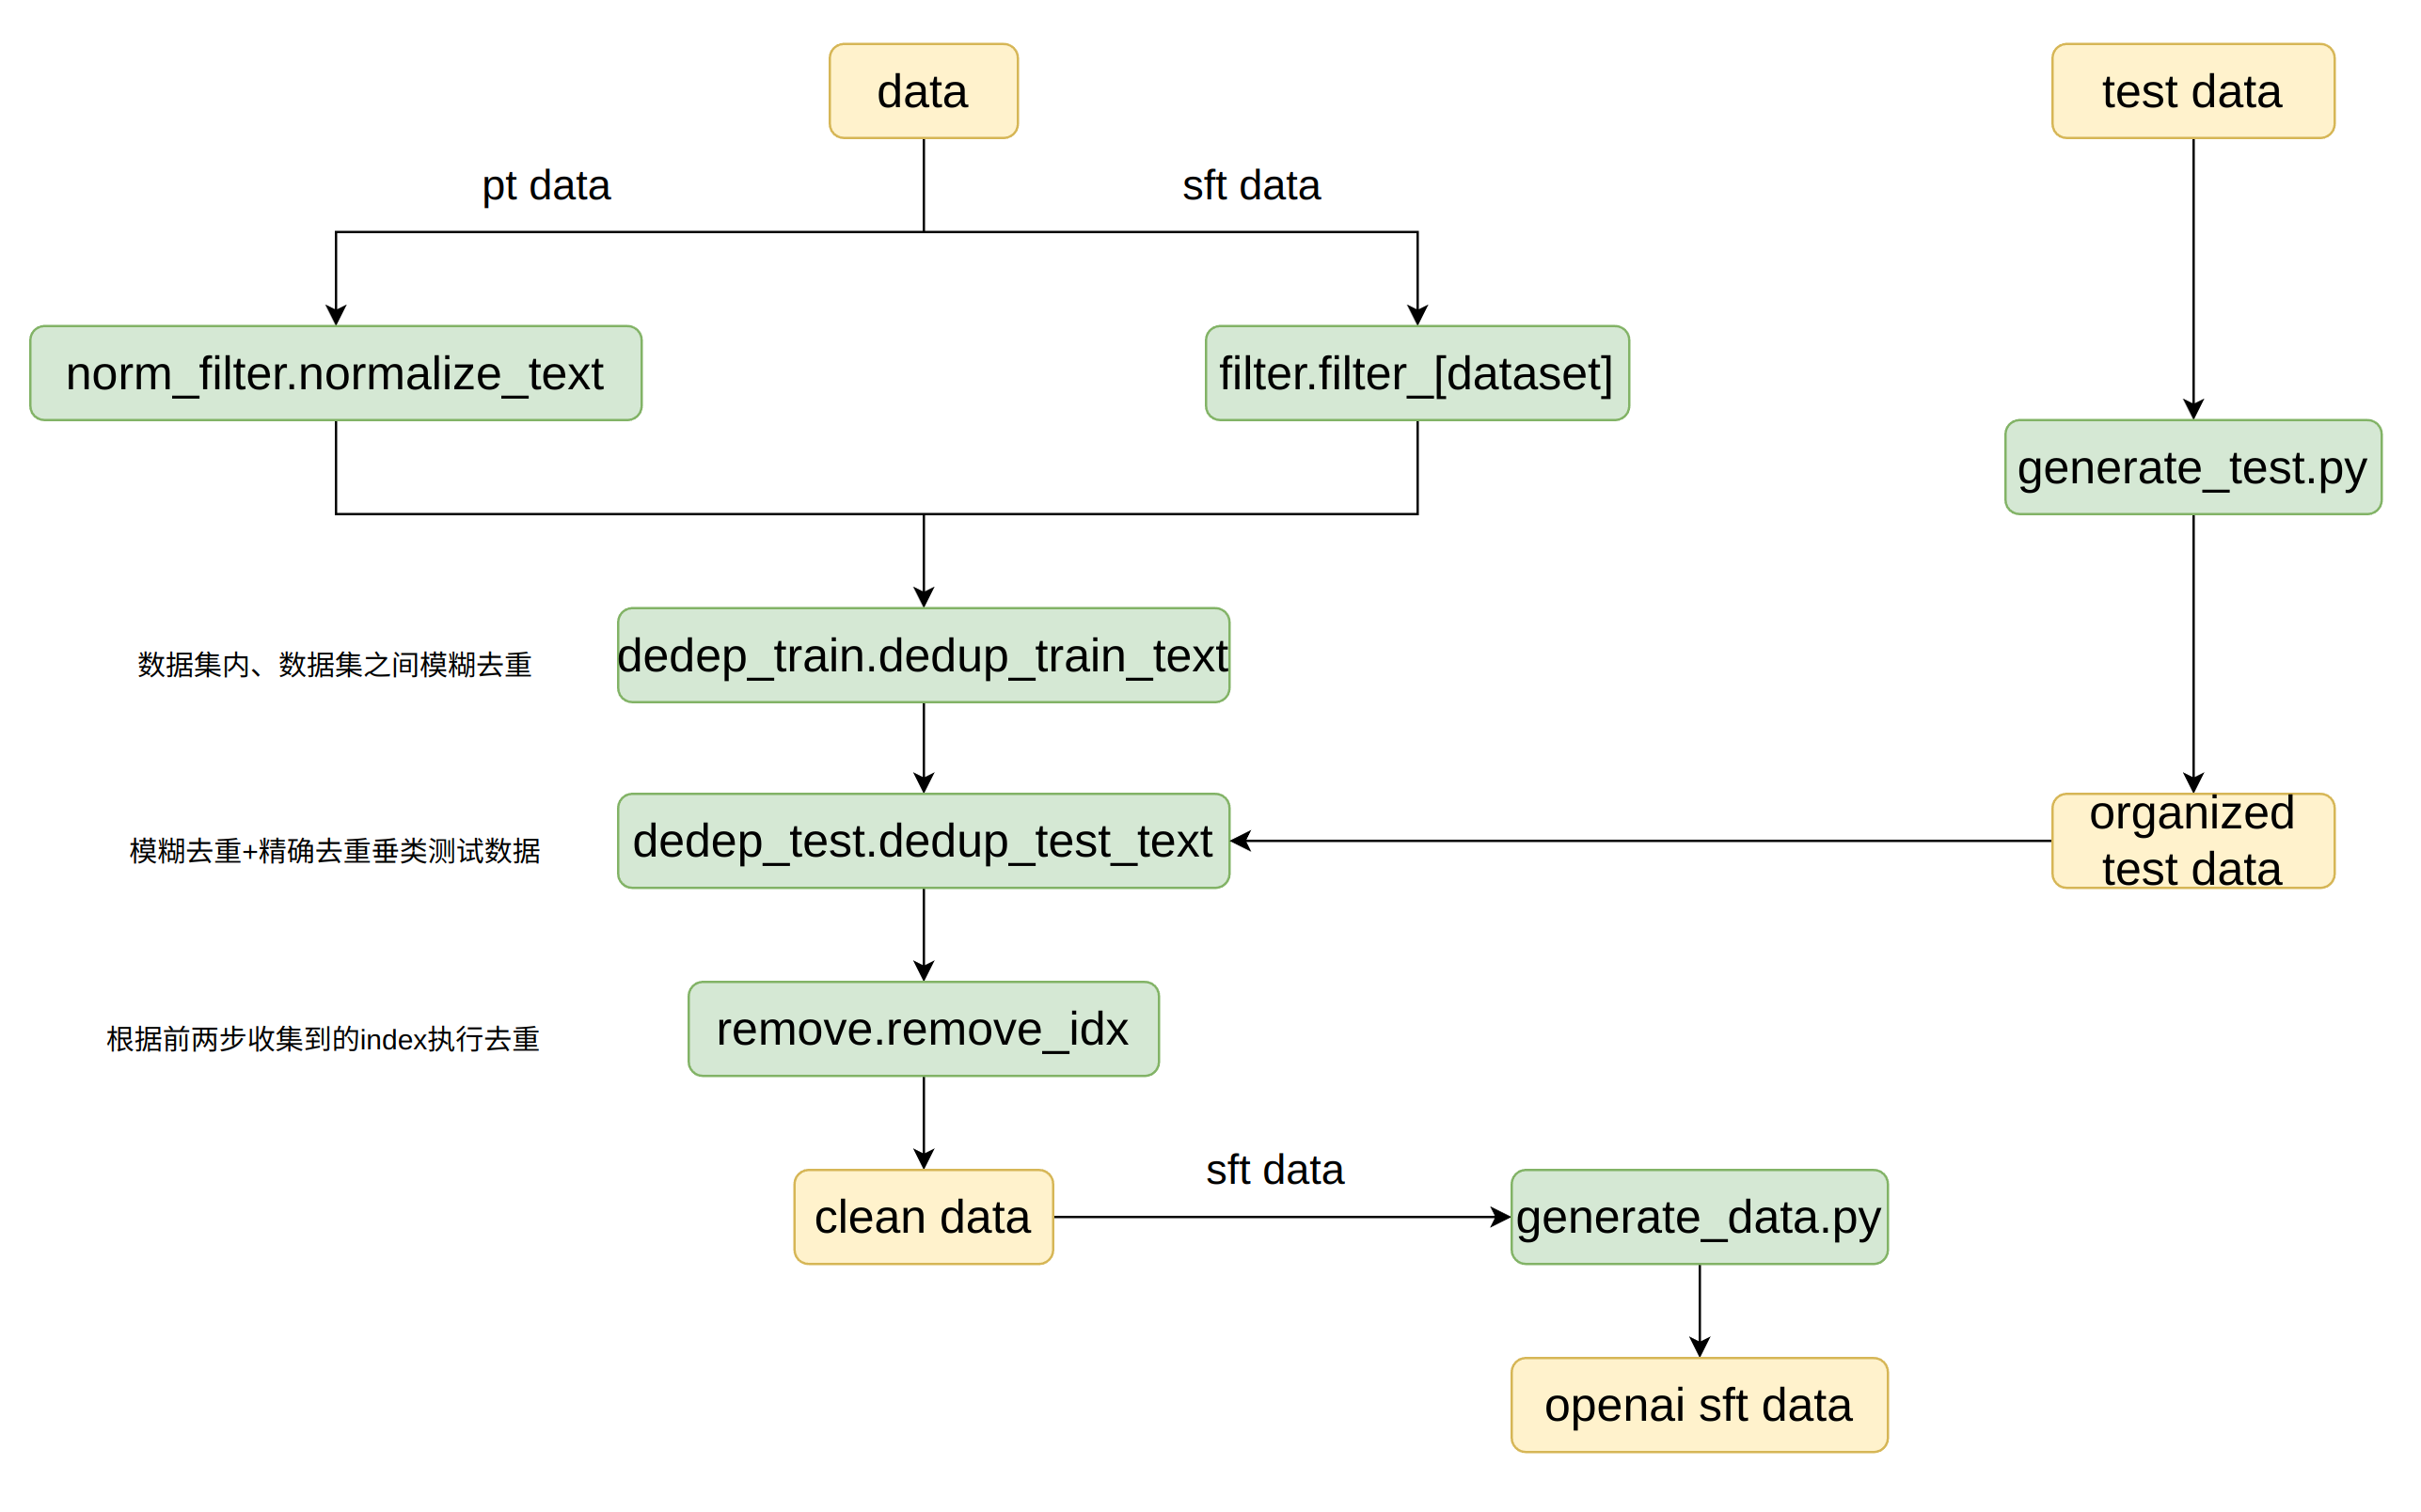 data
test data
pt data
sft data
norm_filter.normalize_text
filter.filter_[dataset]
generate_test.py
数据集内、数据集之间模糊去重
dedep_train.dedup_train_text
模糊去重+精确去重垂类测试数据
dedep_test.dedup_test_text
organized
test data
根据前两步收集到的index执行去重
remove.remove_idx
sft data
clean data
generate_data.py
openai sft data